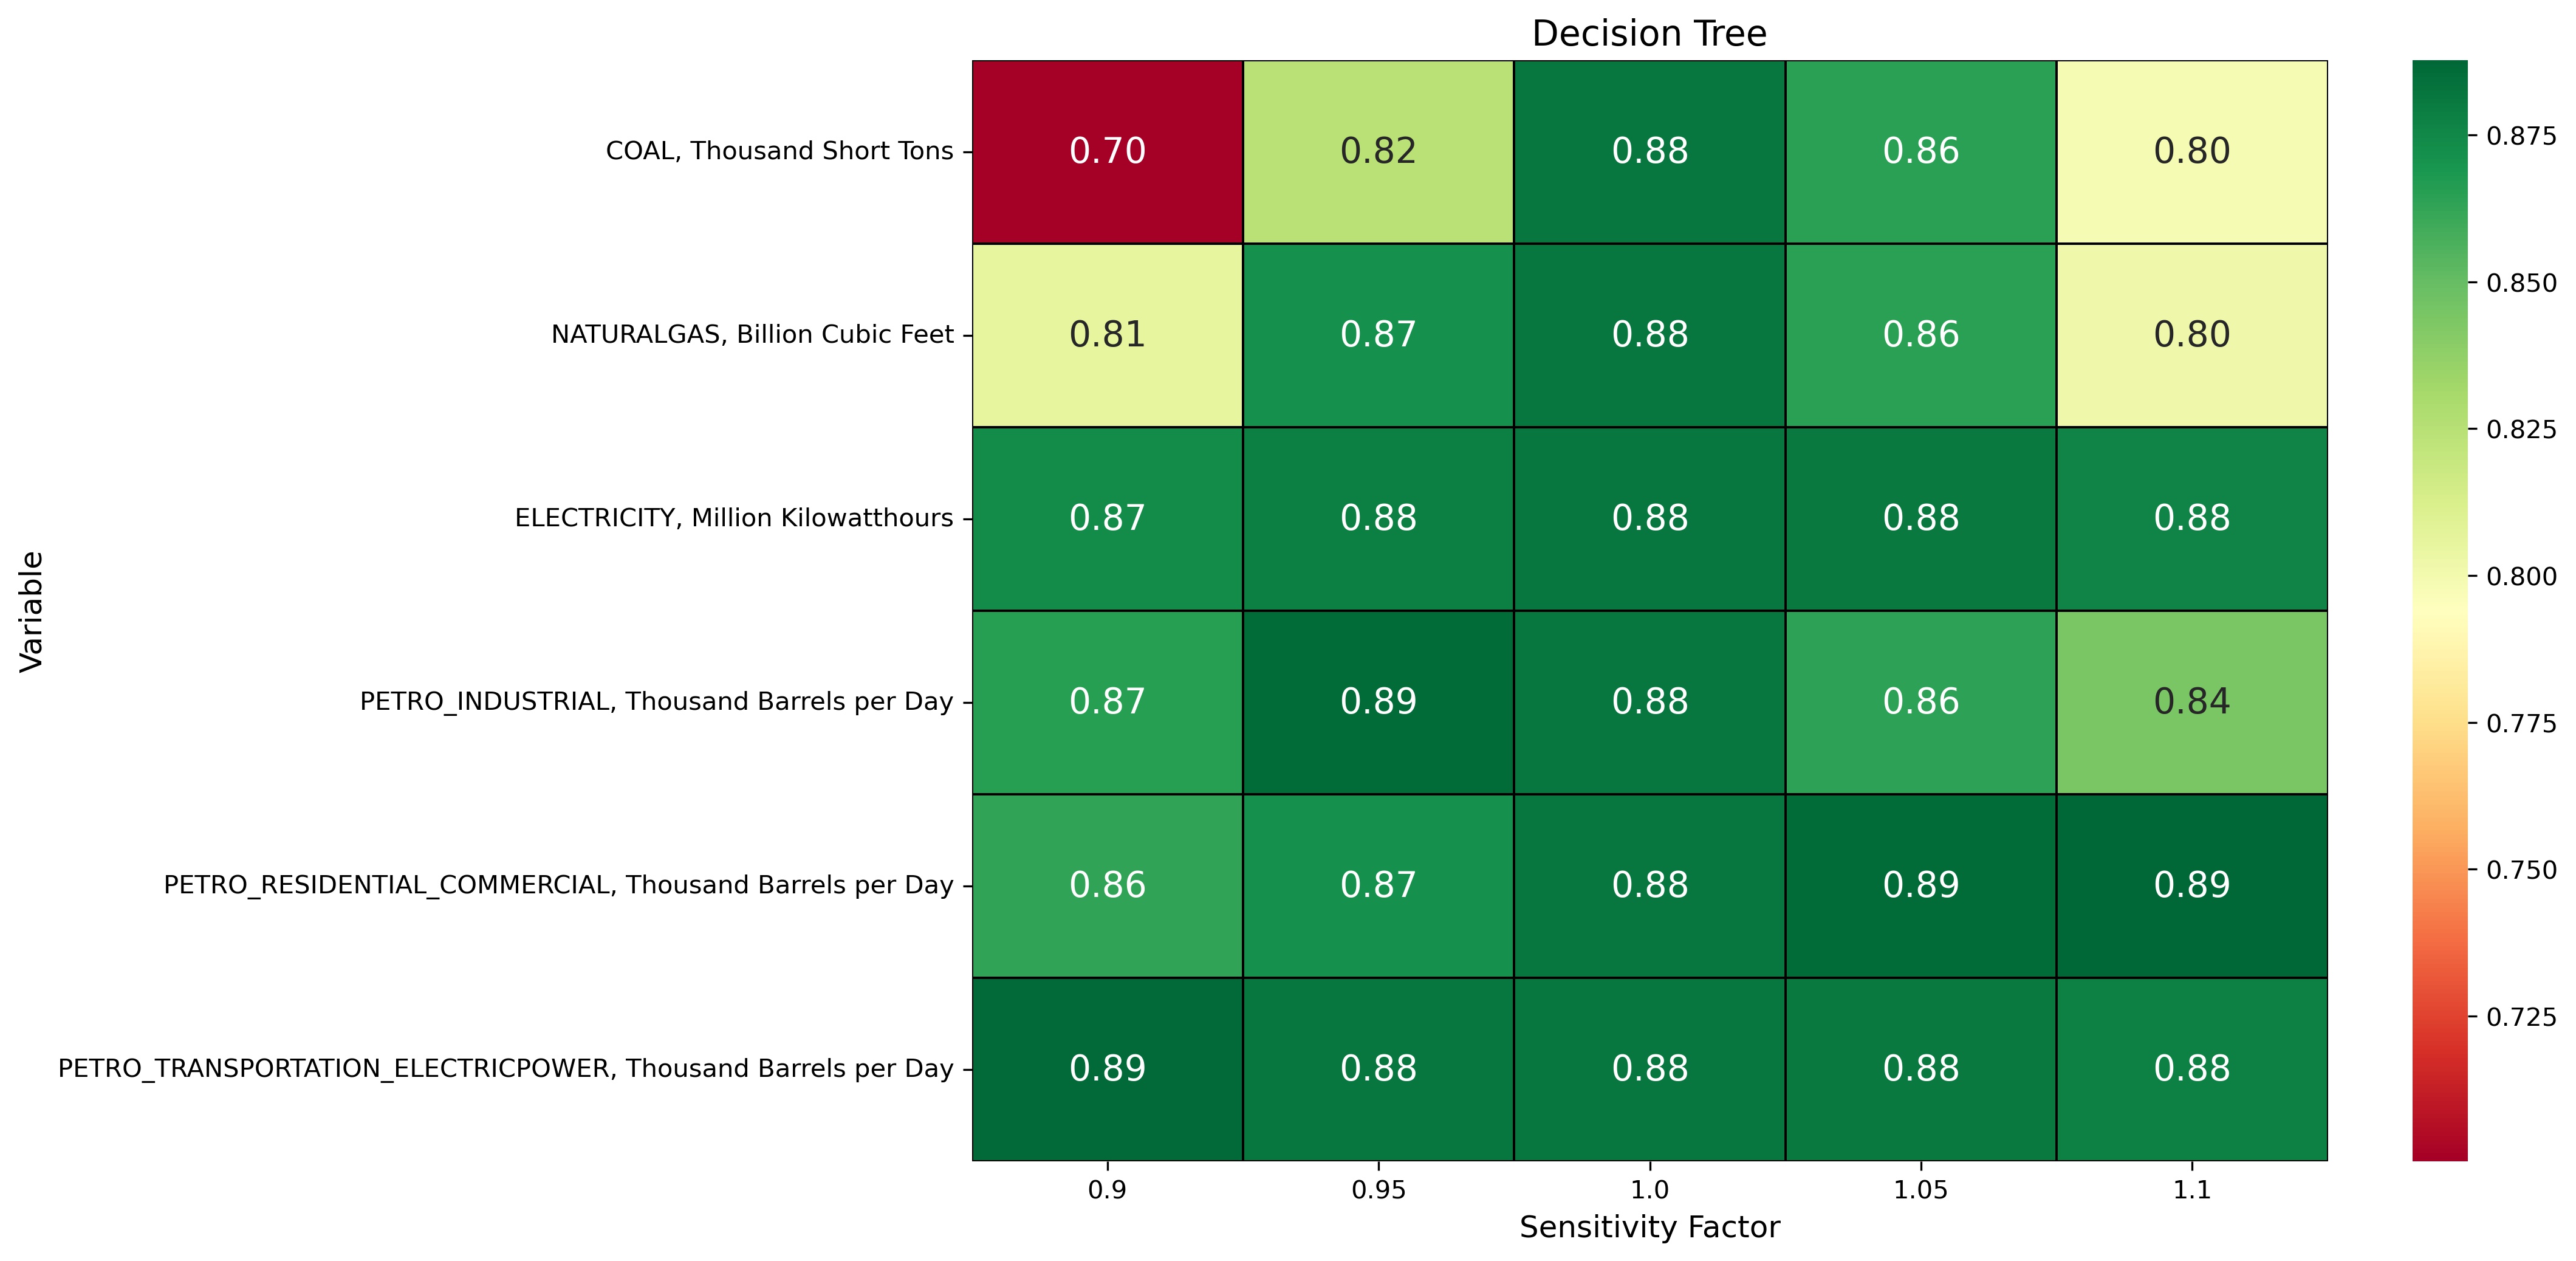 Decision Tree
Variable
COAL, Thousand Short Tons 0.70 0.82 0.88 0.86 0.80
NATURALGAS, Billion Cubic Feet 0.81 0.87 0.88 0.86 0.80
ELECTRICITY, Million Kilowatthours 0.87 0.88 0.88 0.88 0.88
PETRO_INDUSTRIAL, Thousand Barrels per Day 0.87 0.89 0.88 0.86 0.84
PETRO_RESIDENTIAL_COMMERCIAL, Thousand Barrels per Day 0.86 0.87 0.88 0.89 0.89
PETRO_TRANSPORTATION_ELECTRICPOWER, Thousand Barrels per Day 0.89 0.88 0.88 0.88 0.88
0.9 0.95 1.0 1.05 1.1
Sensitivity Factor
0.875
0.850
0.825
0.800
0.775
0.750
0.725